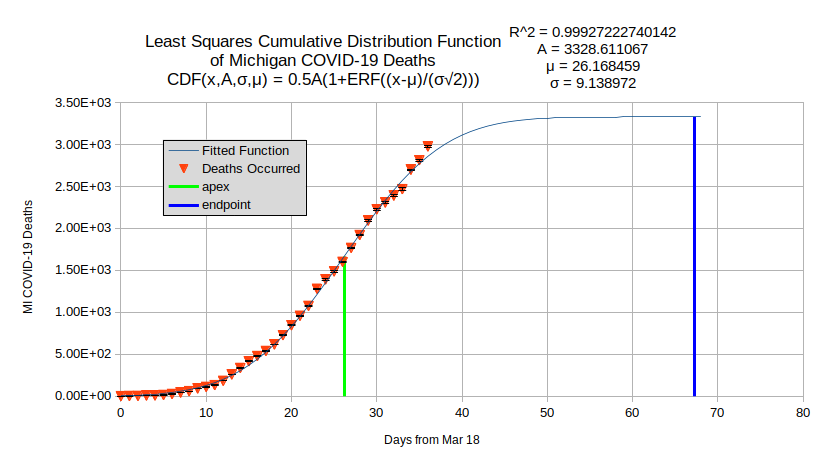 Least Squares Cumulative Distribution Function
of Michigan COVID-19 Deaths
CDF(x,A,σ,μ) = 0.5A(1+ERF((x-μ)/(σ√2)))
R^2 = 0.99927222740142
A = 3328.611067
μ = 26.168459
σ = 9.138972
3.50E+03
3.00E+03
2.50E+03
2.00E+03
1.50E+03
1.00E+03
5.00E+02
0.00E+00
MI COVID-19 Deaths
Fitted Function
Deaths Occurred
apex
endpoint
0 10 20 30 40 50 60 70 80
Days from Mar 18